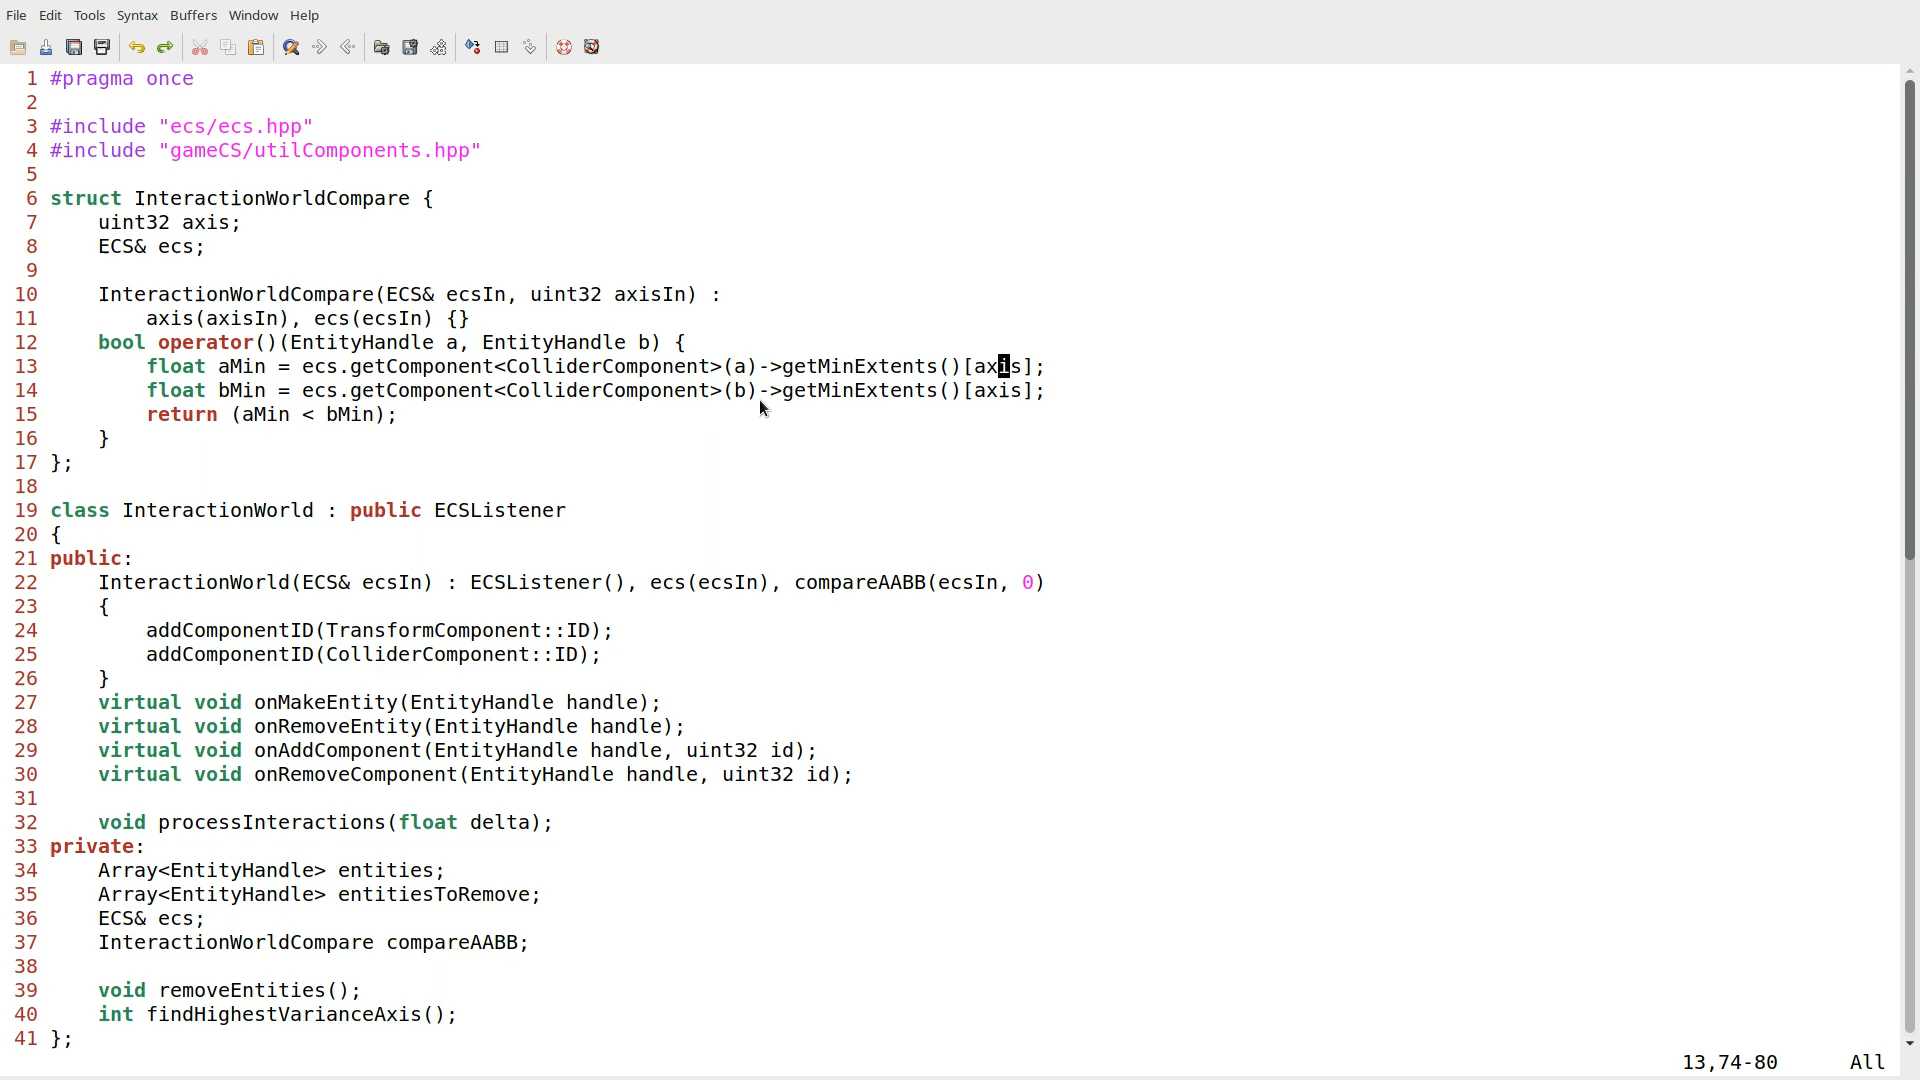 File Edit Tools Syntax Buffers Window Help
1 #pragma once
2
3 #include "ecs/ecs.hpp"
4 #include "gameCS/utilComponents.hpp"
5
6 struct InteractionWorldCompare {
7     uint32 axis;
8     ECS& ecs;
9
10     InteractionWorldCompare(ECS& ecsIn, uint32 axisIn) :
11         axis(axisIn), ecs(ecsIn) {}
12     bool operator()(EntityHandle a, EntityHandle b) {
13         float aMin = ecs.getComponent<ColliderComponent>(a)->getMinExtents()[axis];
14         float bMin = ecs.getComponent<ColliderComponent>(b)->getMinExtents()[axis];
15         return (aMin < bMin);
16     }
17 };
18
19 class InteractionWorld : public ECSListener
20 {
21 public:
22     InteractionWorld(ECS& ecsIn) : ECSListener(), ecs(ecsIn), compareAABB(ecsIn, 0)
23     {
24         addComponentID(TransformComponent::ID);
25         addComponentID(ColliderComponent::ID);
26     }
27     virtual void onMakeEntity(EntityHandle handle);
28     virtual void onRemoveEntity(EntityHandle handle);
29     virtual void onAddComponent(EntityHandle handle, uint32 id);
30     virtual void onRemoveComponent(EntityHandle handle, uint32 id);
31
32     void processInteractions(float delta);
33 private:
34     Array<EntityHandle> entities;
35     Array<EntityHandle> entitiesToRemove;
36     ECS& ecs;
37     InteractionWorldCompare compareAABB;
38
39     void removeEntities();
40     int findHighestVarianceAxis();
41 };
13,74-80 All